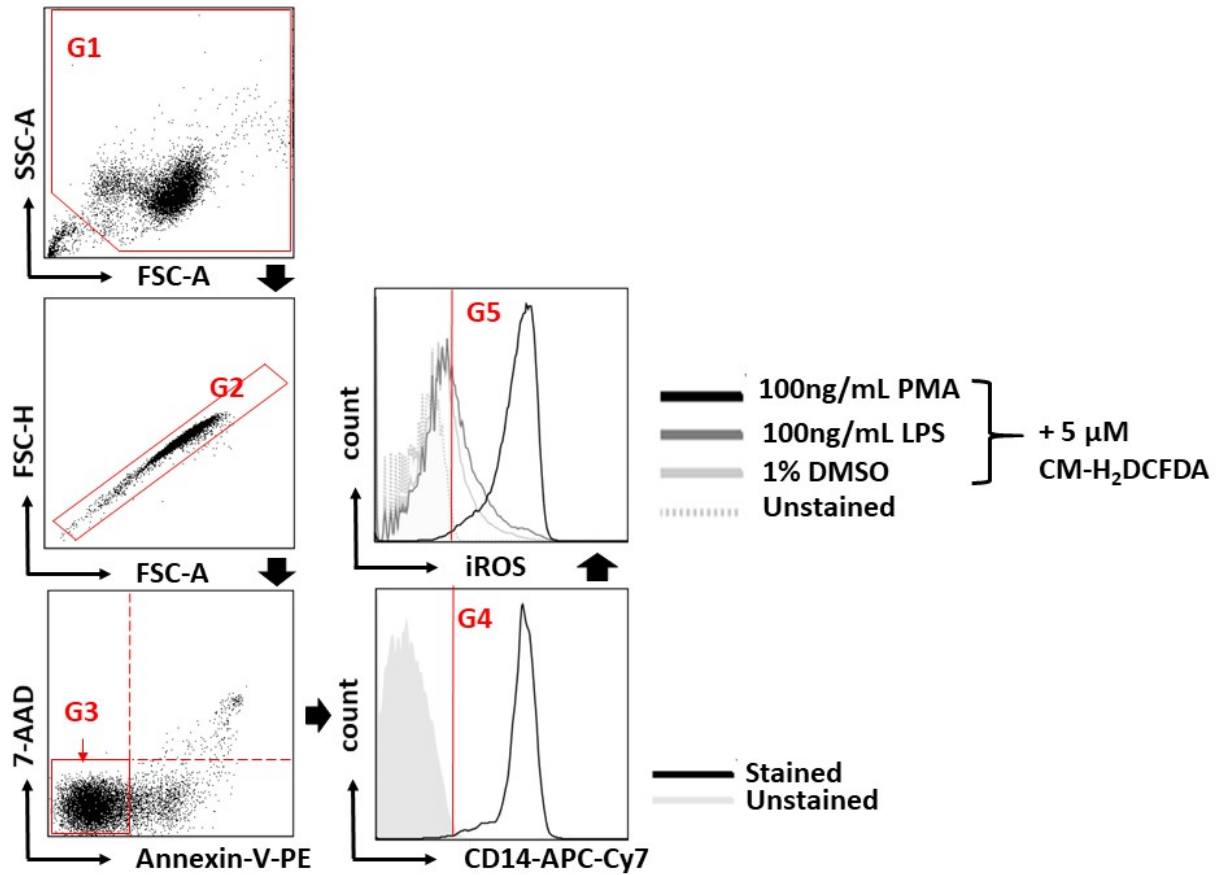 G1
SSC-A
FSC-A
G2
FSC-H
FSC-A
G3
7-AAD
Annexin-V-PE
G4
count
CD14-APC-Cy7
Stained
Unstained
G5
count
iROS
100ng/mL PMA
100ng/mL LPS
1% DMSO
Unstained
+ 5 µM
CM-H₂DCFDA